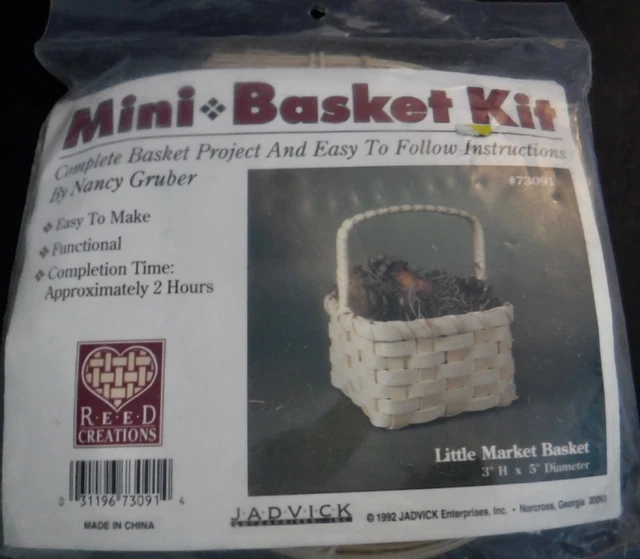 Mini ❖ Basket Kit
Complete Basket Project And Easy To Follow Instructions
By Nancy Gruber
#73091
❖ Easy To Make
❖ Functional
❖ Completion Time:
Approximately 2 Hours
R·E·E·D
CREATIONS
Little Market Basket
3" H x 5" Diameter
0 31196 73091 4
MADE IN CHINA
J·A·D·V·I·C·K
ENTERPRISES, INC.
© 1992 JADVICK Enterprises, Inc. • Norcross, Georgia